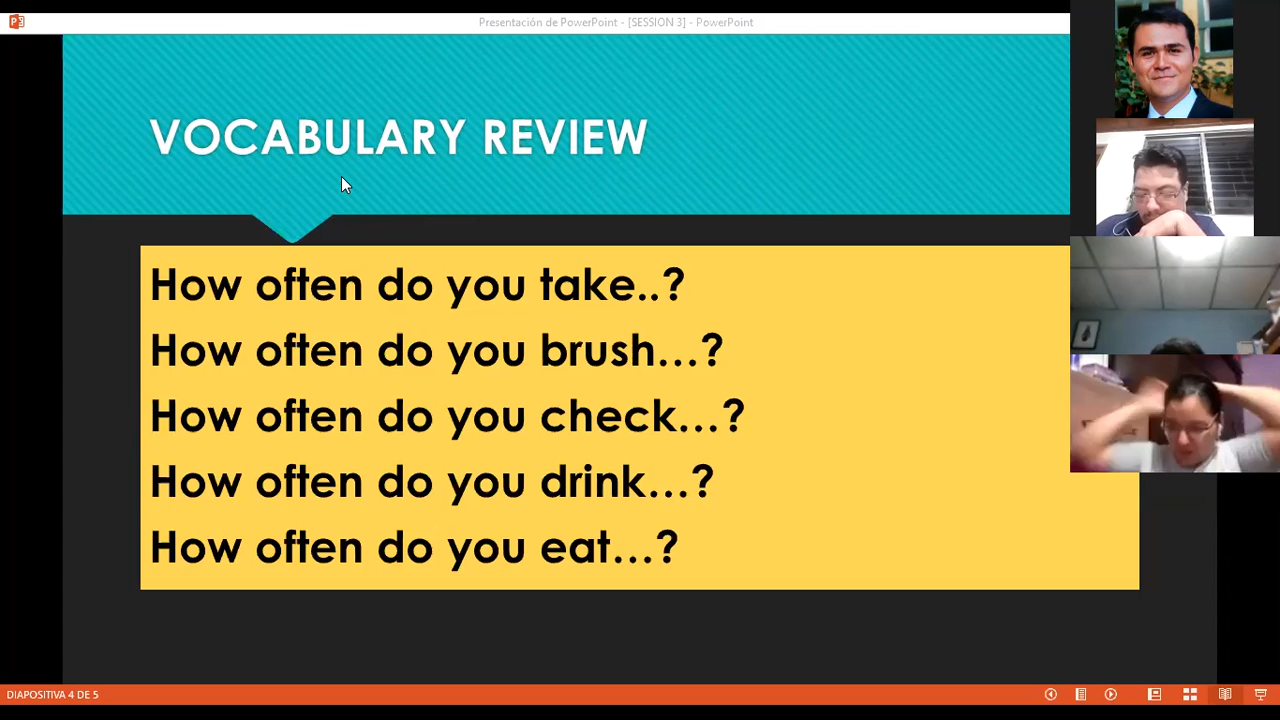 Presentación de PowerPoint - [SESSION 3] - PowerPoint
VOCABULARY REVIEW
How often do you take..?
How often do you brush...?
How often do you check...?
How often do you drink...?
How often do you eat...?
DIAPOSITIVA 4 DE 5